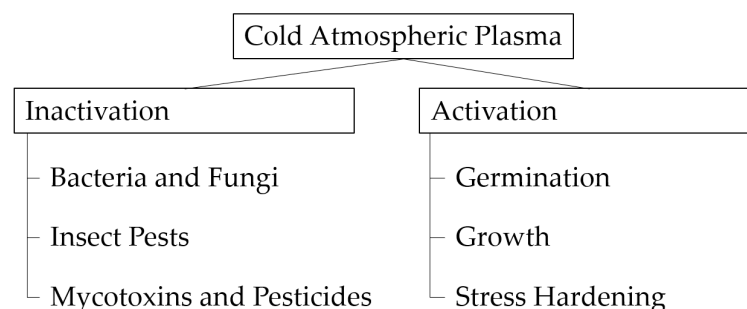 Cold Atmospheric Plasma
Inactivation
Bacteria and Fungi
Insect Pests
Mycotoxins and Pesticides
Activation
Germination
Growth
Stress Hardening